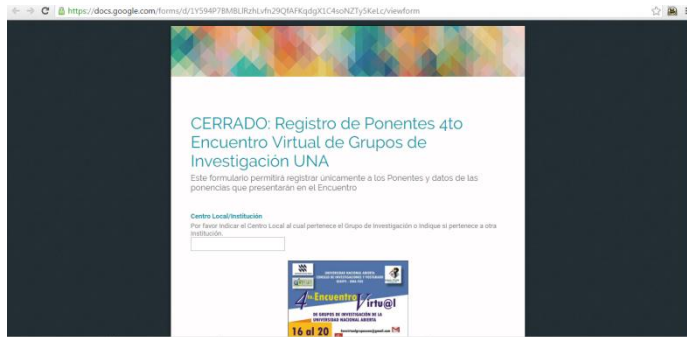 https://docs.google.com/forms/d/1Y594P7BMBLlRzhLvfn29QfAFKqdgX1C4soNZTy5KeLc/viewform
CERRADO: Registro de Ponentes 4to
Encuentro Virtual de Grupos de
Investigación UNA
Este formulario permitirá registrar únicamente a los Ponentes y datos de las
ponencias que presentarán en el Encuentro
Centro Local/Institución
Por favor indicar el Centro Local al cual pertenece el Grupo de Investigación o indique si pertenece a otra
institución.
UNIVERSIDAD NACIONAL ABIERTA
4to Encuentro Virtu@l
DE GRUPOS DE INVESTIGACIÓN DE LA
UNIVERSIDAD NACIONAL ABIERTA
16 al 20